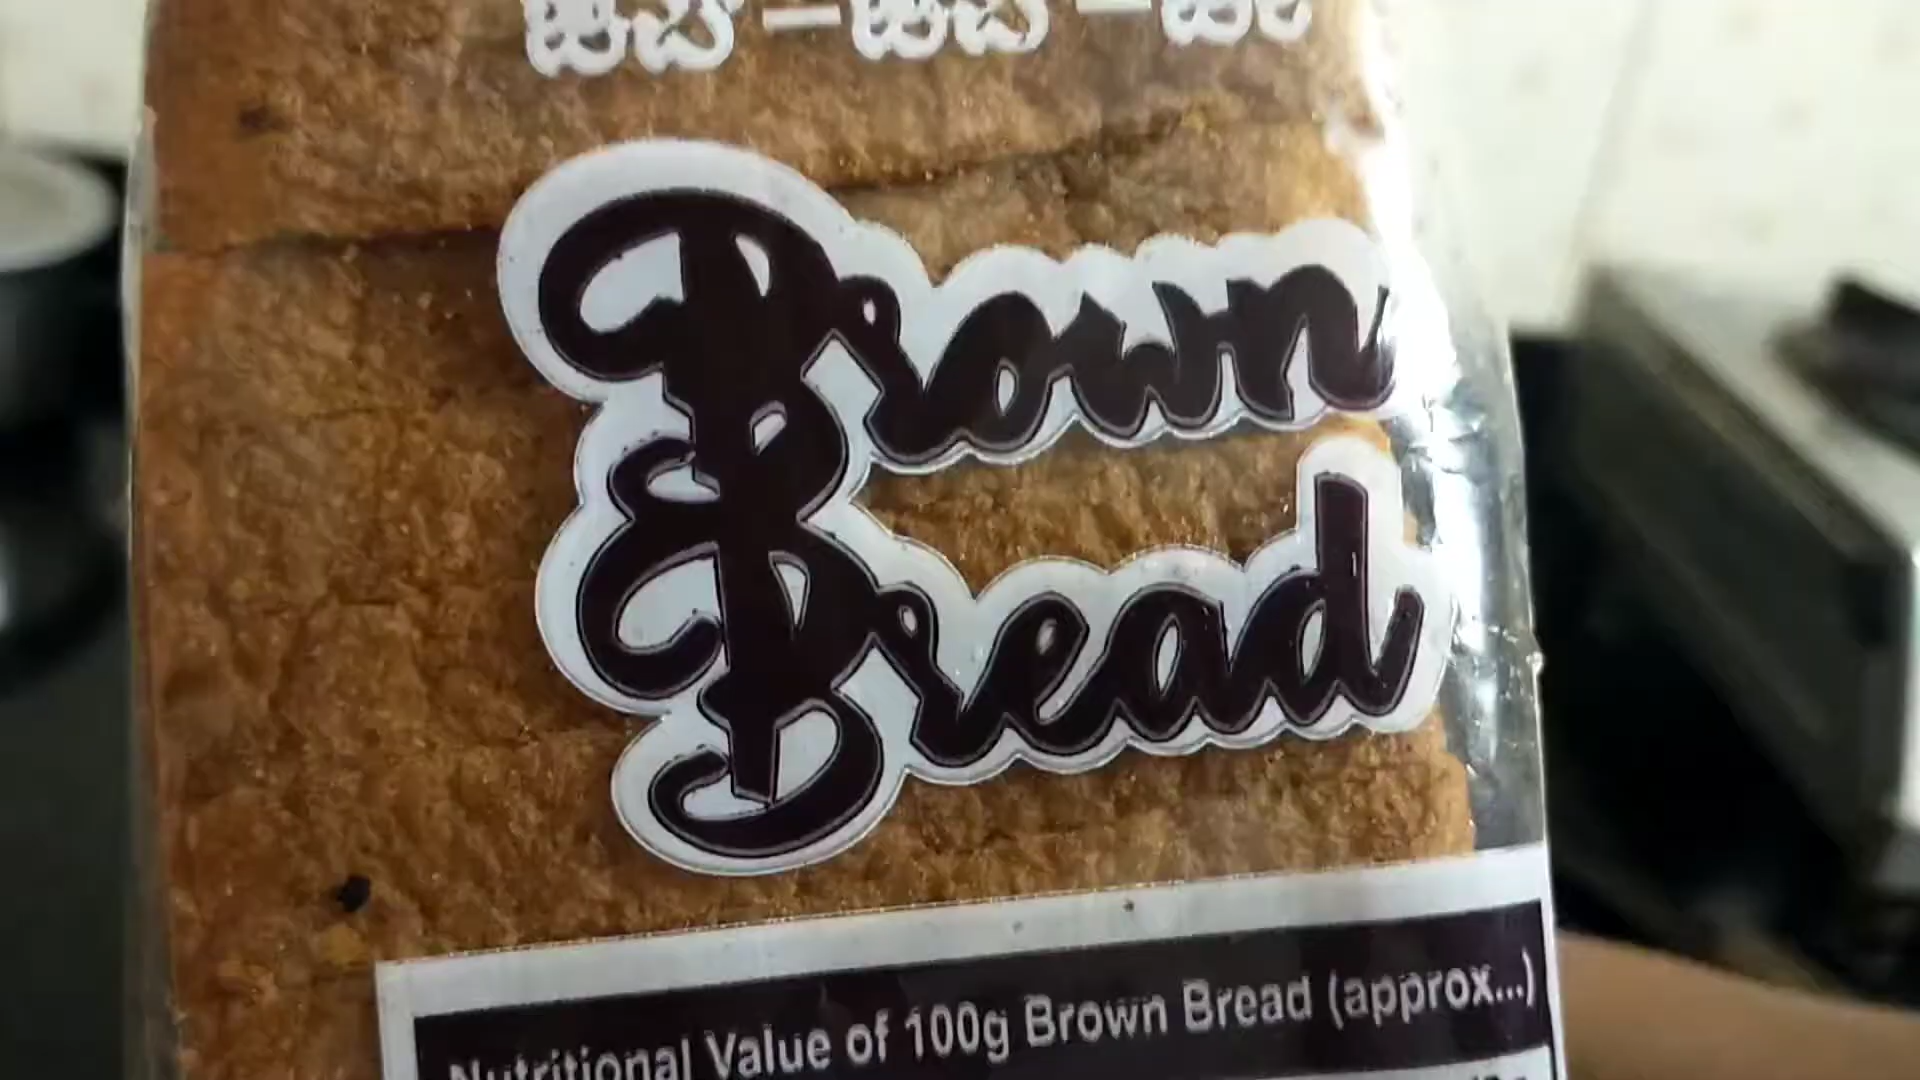 Brown
Bread
Nutritional Value of 100g Brown Bread (approx...)